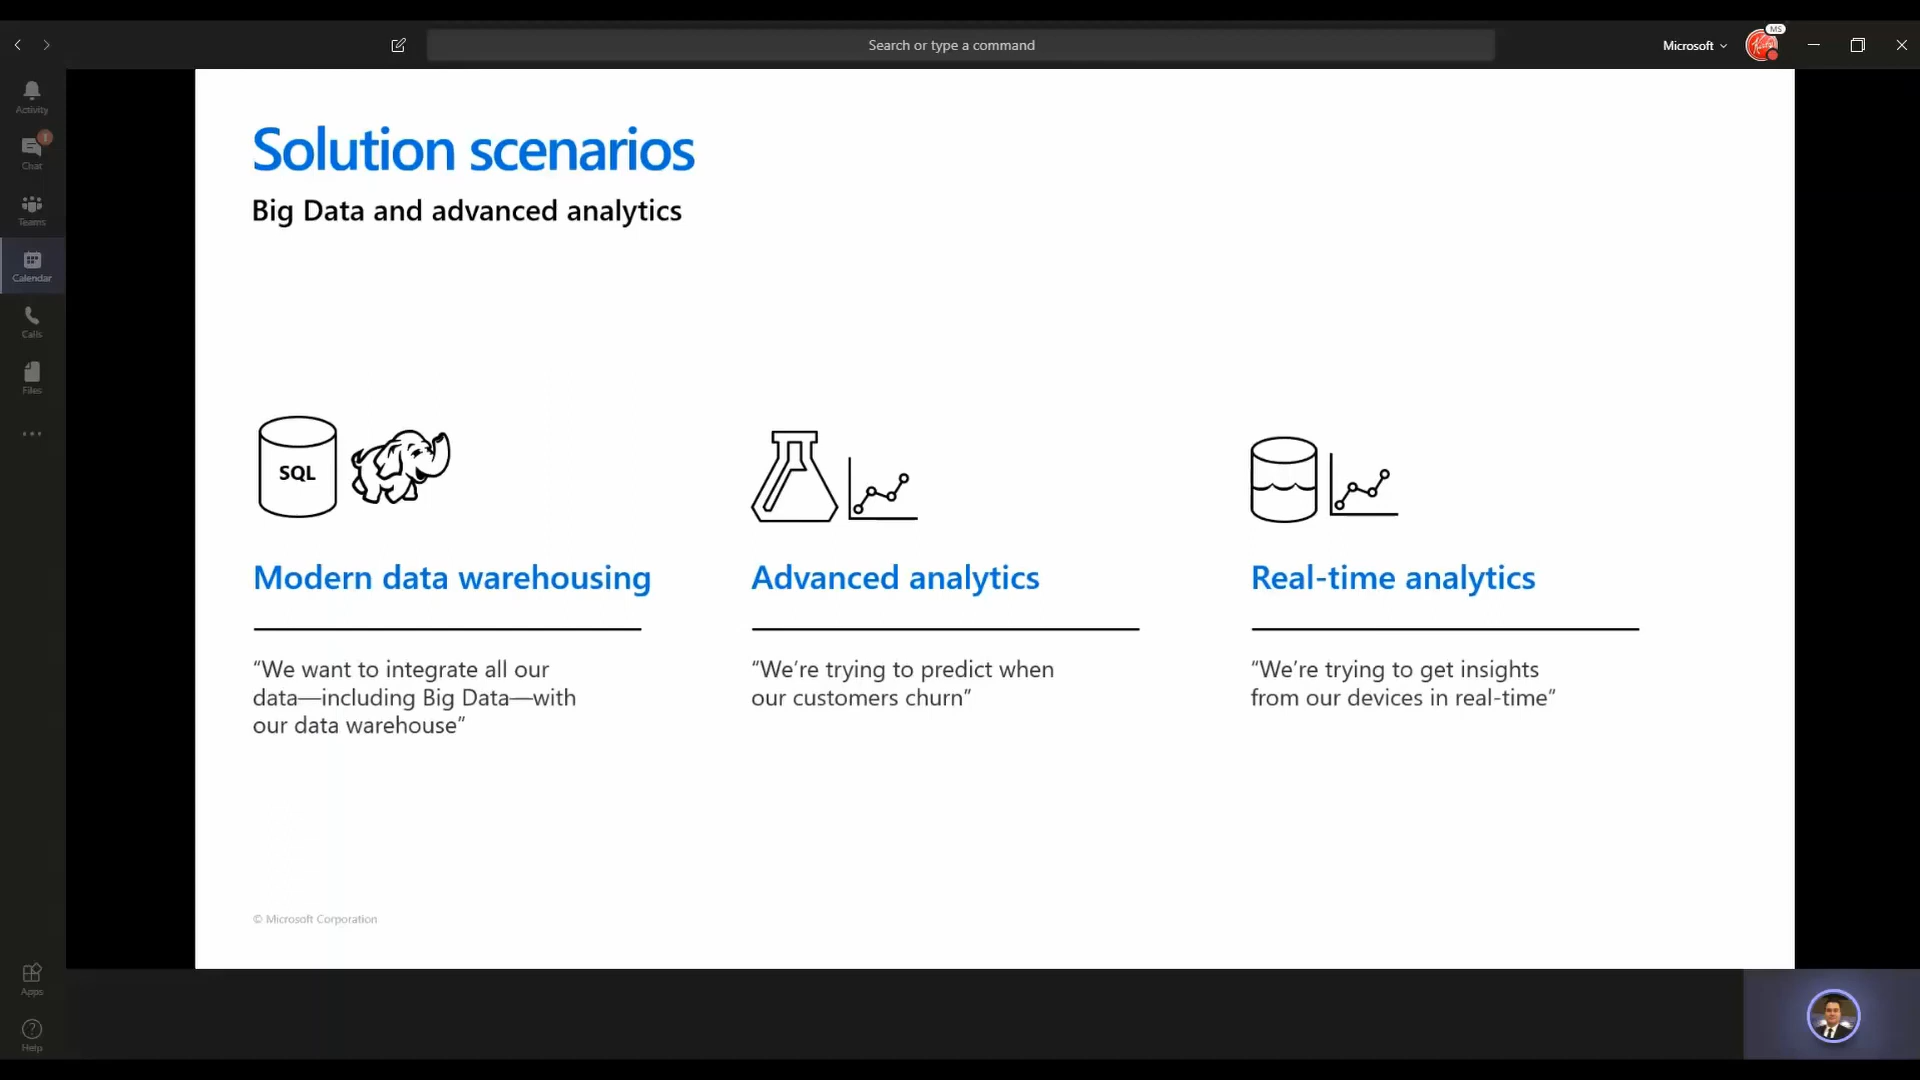 Search or type a command
Microsoft
MS
Activity
1
Chat
Teams
Calendar
Calls
Files
Apps
Help
Solution scenarios
Big Data and advanced analytics
SQL
Modern data warehousing
“We want to integrate all our
data—including Big Data—with
our data warehouse”
Advanced analytics
“We’re trying to predict when
our customers churn”
Real-time analytics
“We’re trying to get insights
from our devices in real-time”
© Microsoft Corporation